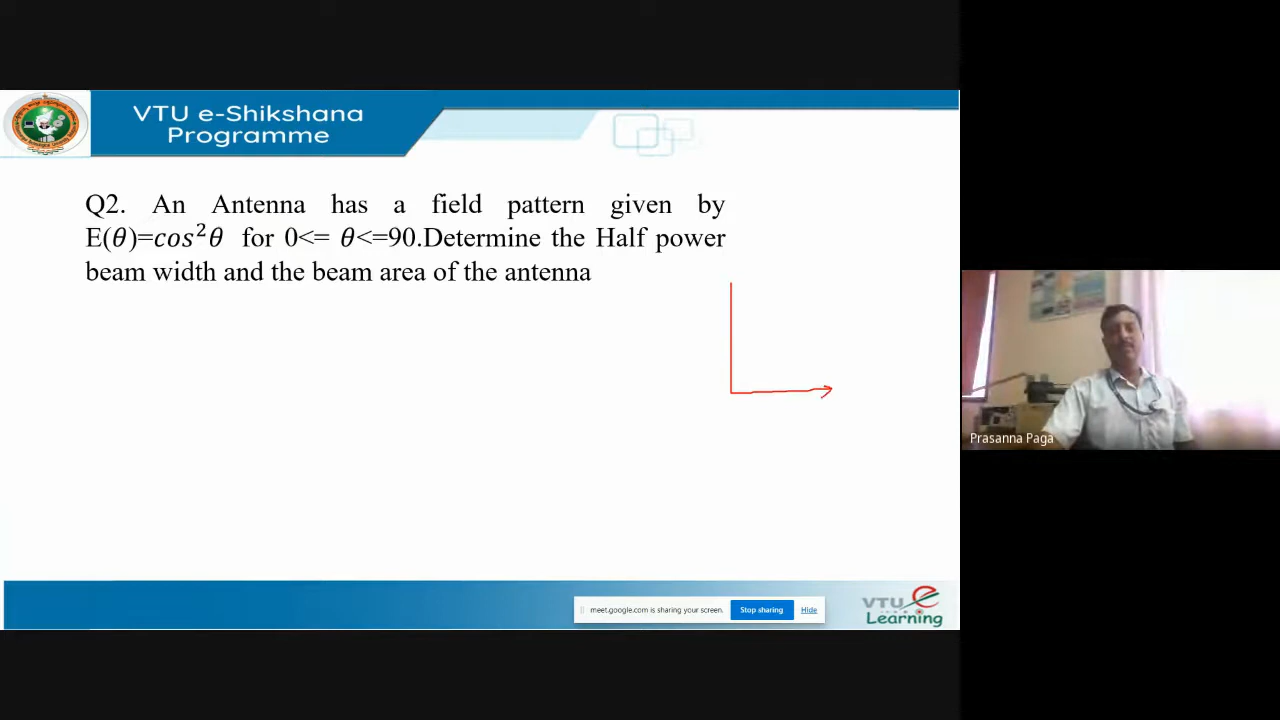 VTU e-Shikshana
Programme
Q2. An Antenna has a field pattern given by
E(𝜃)=𝑐𝑜𝑠²𝜃 for 0<= 𝜃<=90.Determine the Half power
beam width and the beam area of the antenna
Prasanna Paga
meet.google.com is sharing your screen.
Stop sharing
Hide
VTU e
Learning